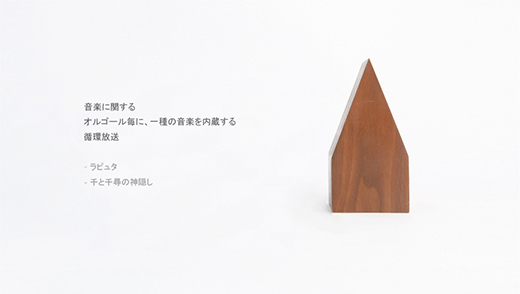 音楽に関する
オルゴール毎に、一種の音楽を内蔵する
循環放送
- ラピュタ
- 千と千尋の神隠し